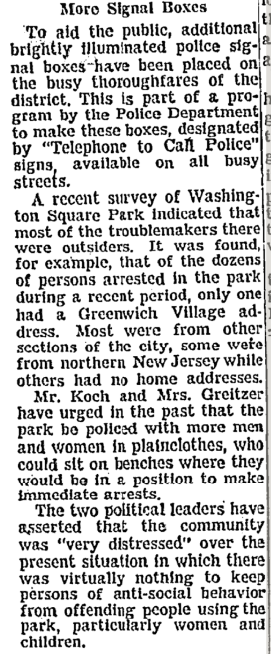 More Signal Boxes
To aid the public, additional
brightly illuminated police sig-
nal boxes have been placed on
the busy thoroughfares of the
district. This is part of a pro-
gram by the Police Department
to make these boxes, designated
by "Telephone to Call Police"
signs, available on all busy
streets.
A recent survey of Washing-
ton Square Park indicated that
most of the troublemakers there
were outsiders. It was found,
for example, that of the dozens
of persons arrested in the park
during a recent period, only one
had a Greenwich Village ad-
dress. Most were from other
sections of the city, some were
from northern New Jersey while
others had no home addresses.
Mr. Koch and Mrs. Greitzer
have urged in the past that the
park be policed with more men
and women in plainclothes, who
could sit on benches where they
would be in a position to make
immediate arrests.
The two political leaders have
asserted that the community
was "very distressed" over the
present situation in which there
was virtually nothing to keep
persons of anti-social behavior
from offending people using the
park, particularly women and
children.